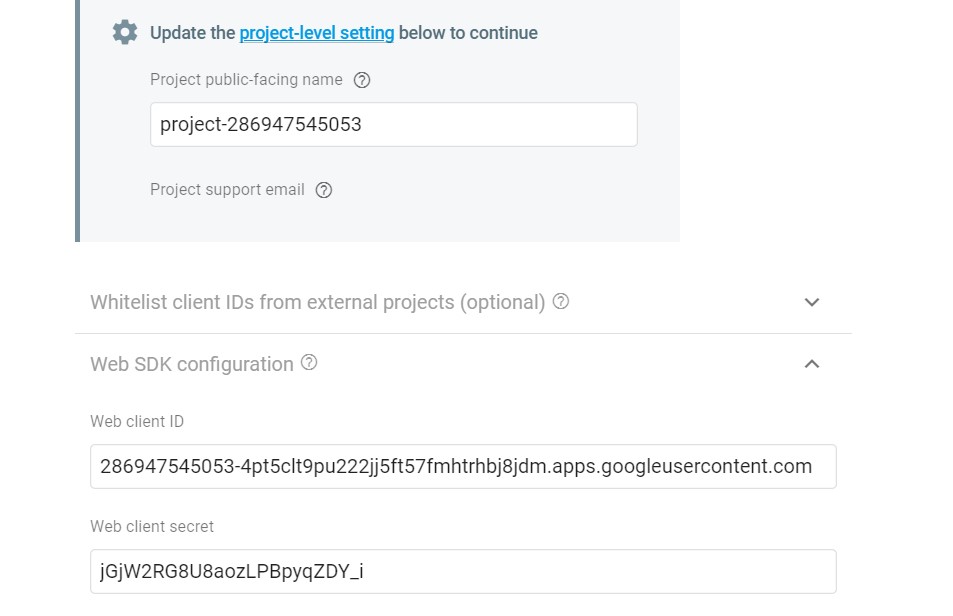 Update the project-level setting below to continue
Project public-facing name
project-286947545053
Project support email
Whitelist client IDs from external projects (optional)
Web SDK configuration
Web client ID
286947545053-4pt5clt9pu222jj5ft57fmhtrhbj8jdm.apps.googleusercontent.com
Web client secret
jGjW2RG8U8aozLPBpyqZDY_i